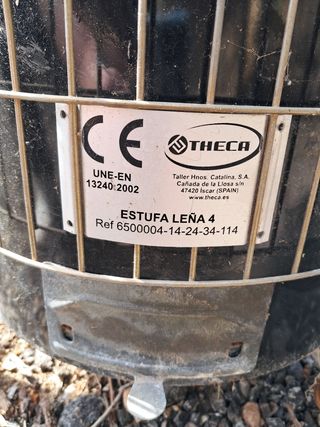 CE
THECA
UNE-EN
13240:2002
Taller Hnos. Catalina, S.A.
Cañada de la Llosa s/n
47420 Iscar (SPAIN)
www.theca.es
ESTUFA LEÑA 4
Ref 6500004-14-24-34-114